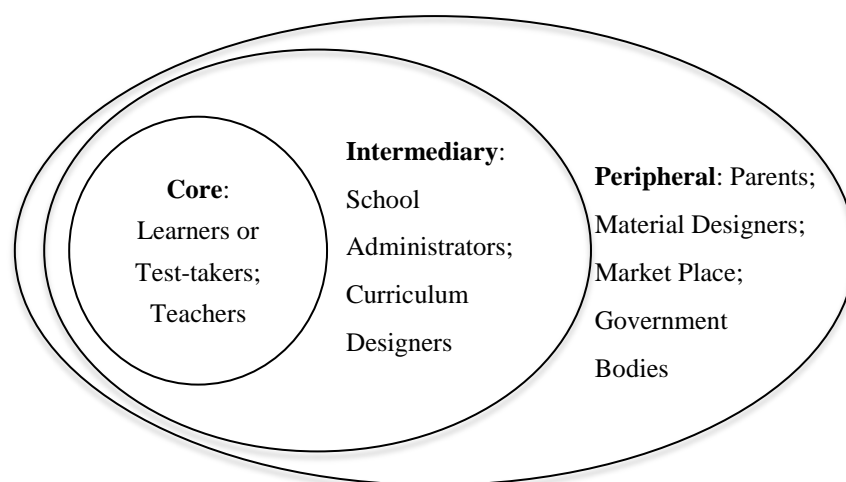 Core:
Learners or
Test-takers;
Teachers
Intermediary:
School
Administrators;
Curriculum
Designers
Peripheral: Parents;
Material Designers;
Market Place;
Government
Bodies